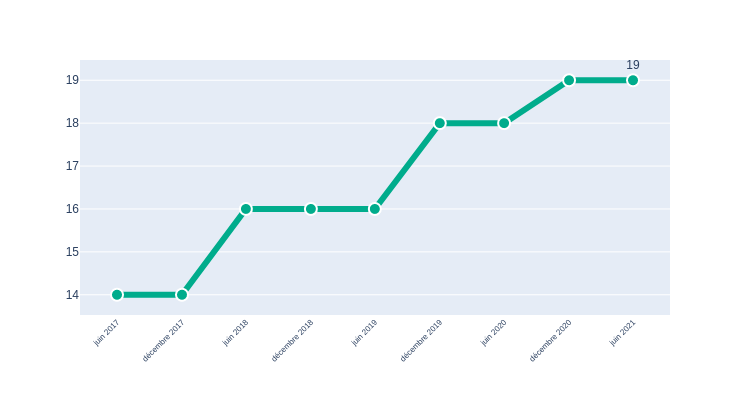 19
19
18
17
16
15
14
juin 2017
décembre 2017
juin 2018
décembre 2018
juin 2019
décembre 2019
juin 2020
décembre 2020
juin 2021